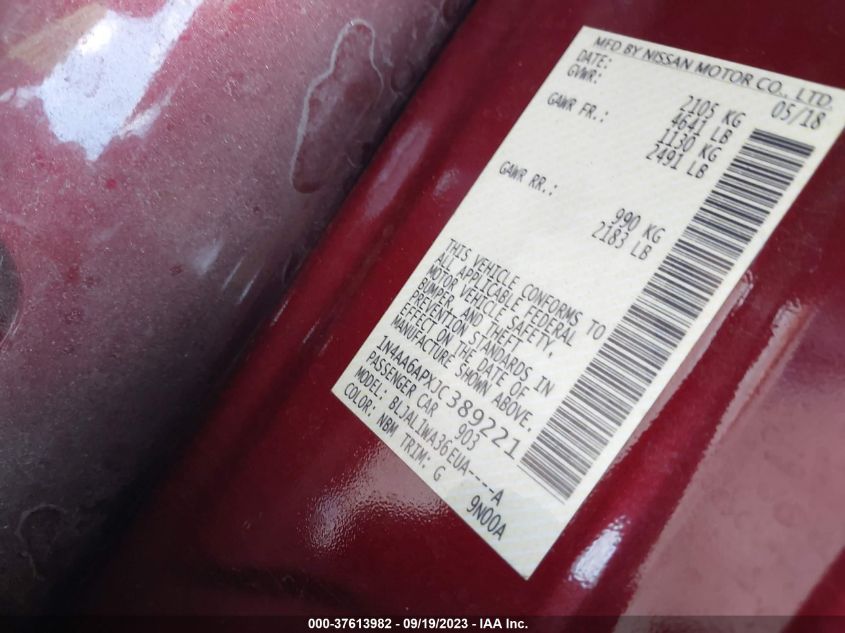 MFD BY NISSAN MOTOR CO., LTD.
DATE: 05/18
GVWR: 2105 KG
4641 LB
GAWR FR.: 1130 KG
2491 LB
GAWR RR.: 990 KG
2183 LB
THIS VEHICLE CONFORMS TO
ALL APPLICABLE FEDERAL
MOTOR VEHICLE SAFETY,
BUMPER, AND THEFT
PREVENTION STANDARDS IN
EFFECT ON THE DATE OF
MANUFACTURE SHOWN ABOVE.
1N4AA6APXJC389221
PASSENGER CAR 903
MODEL: BLJALIWA36EUA----A
COLOR: NBM TRIM: G 9N00A
000-37613982 - 09/19/2023 - IAA Inc.